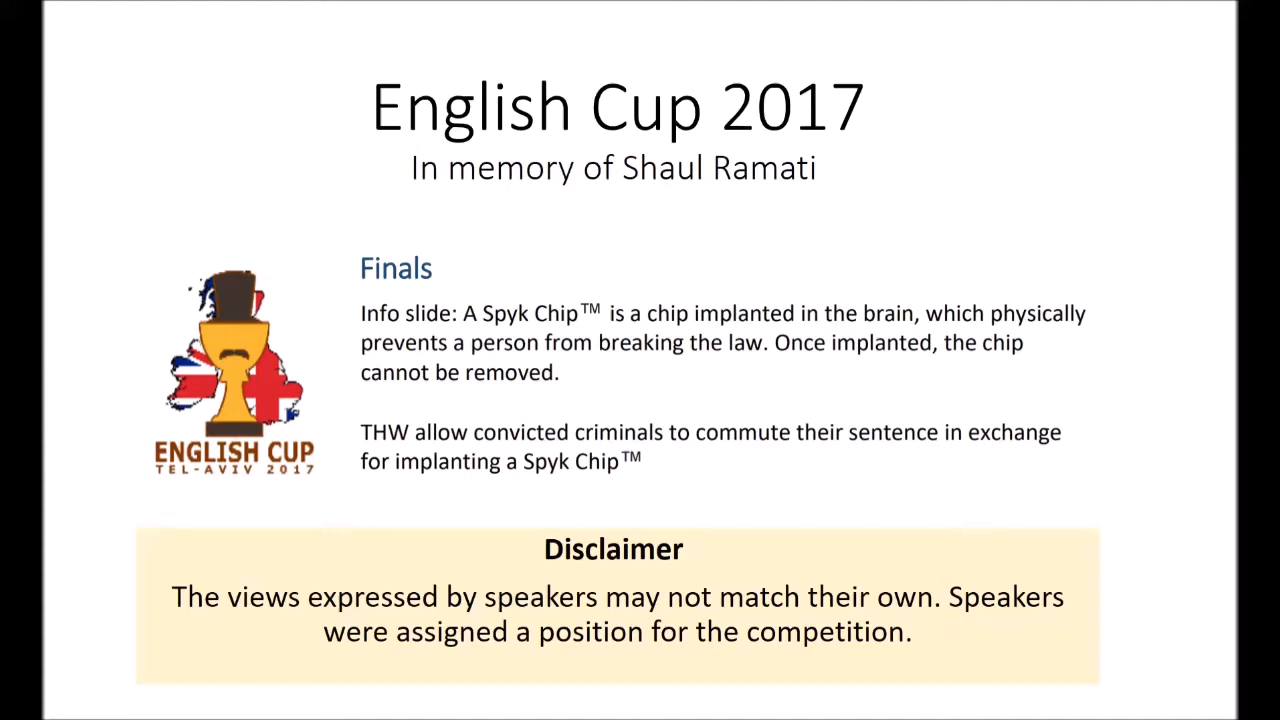 English Cup 2017
In memory of Shaul Ramati
Finals
Info slide: A Spyk Chip™ is a chip implanted in the brain, which physically
prevents a person from breaking the law. Once implanted, the chip
cannot be removed.
THW allow convicted criminals to commute their sentence in exchange
for implanting a Spyk Chip™
ENGLISH CUP
TEL-AVIV 2017
Disclaimer
The views expressed by speakers may not match their own. Speakers
were assigned a position for the competition.